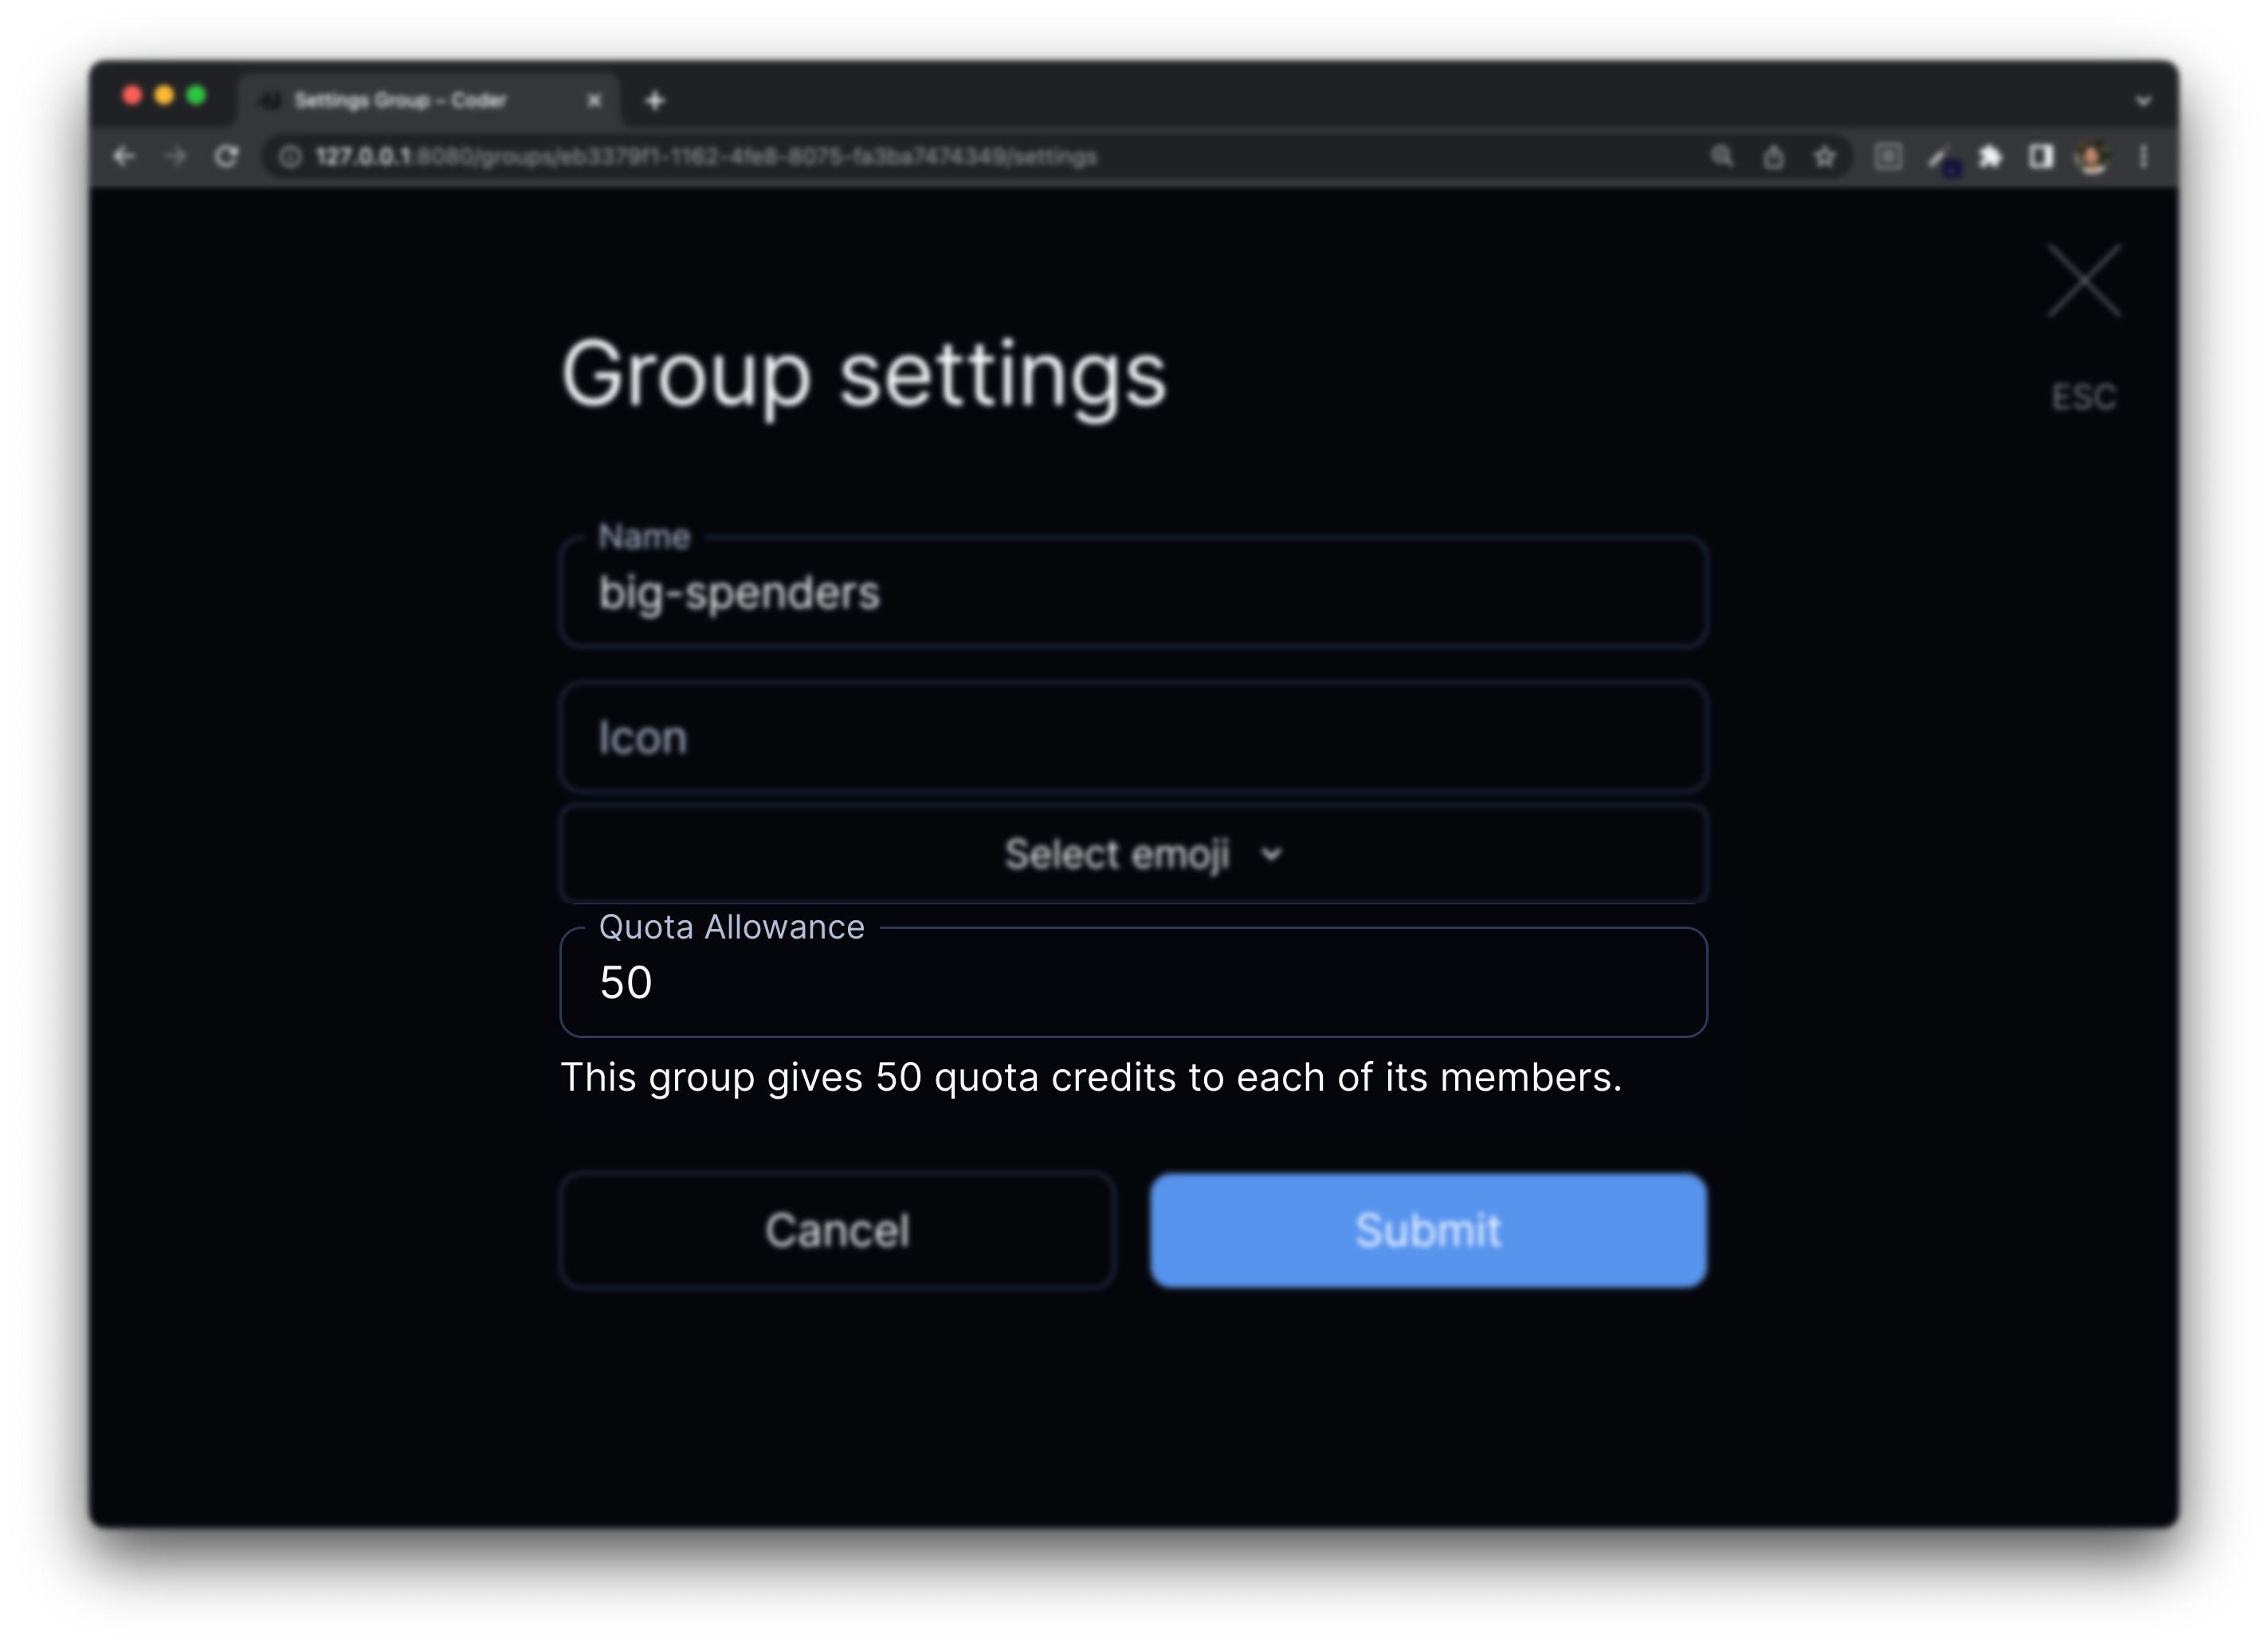 Settings Group – Coder
127.0.0.1:8080/groups/eb3379f1-1162-4fe8-8075-fa3ba7474349/settings
ESC
Group settings
Name
big-spenders
Icon
Select emoji
Quota Allowance
50
This group gives 50 quota credits to each of its members.
Cancel
Submit